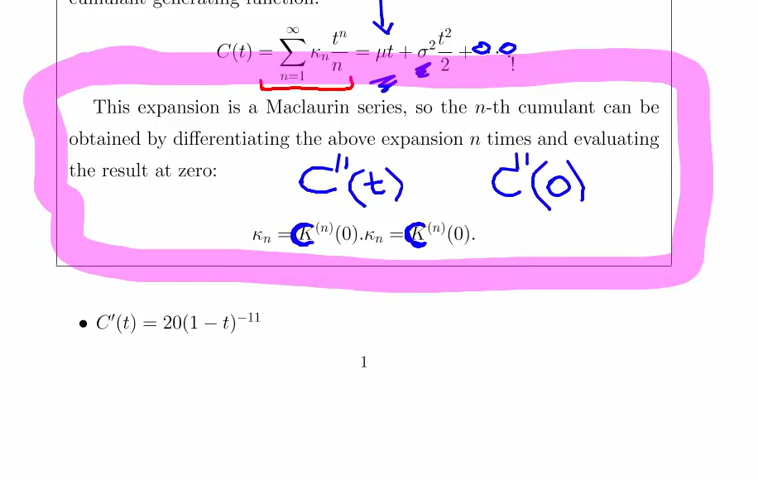 cumulant generating function:
C(t) = ∑_{n=1}^{∞} κ_n t^n/n = μt + σ² t²/2 + ...!
This expansion is a Maclaurin series, so the n-th cumulant can be
obtained by differentiating the above expansion n times and evaluating
the result at zero:
C''(t) C''(0)
κ_n = C^{(n)}(0).κ_n = C^{(n)}(0).
• C′(t) = 20(1 − t)^{−11}
1